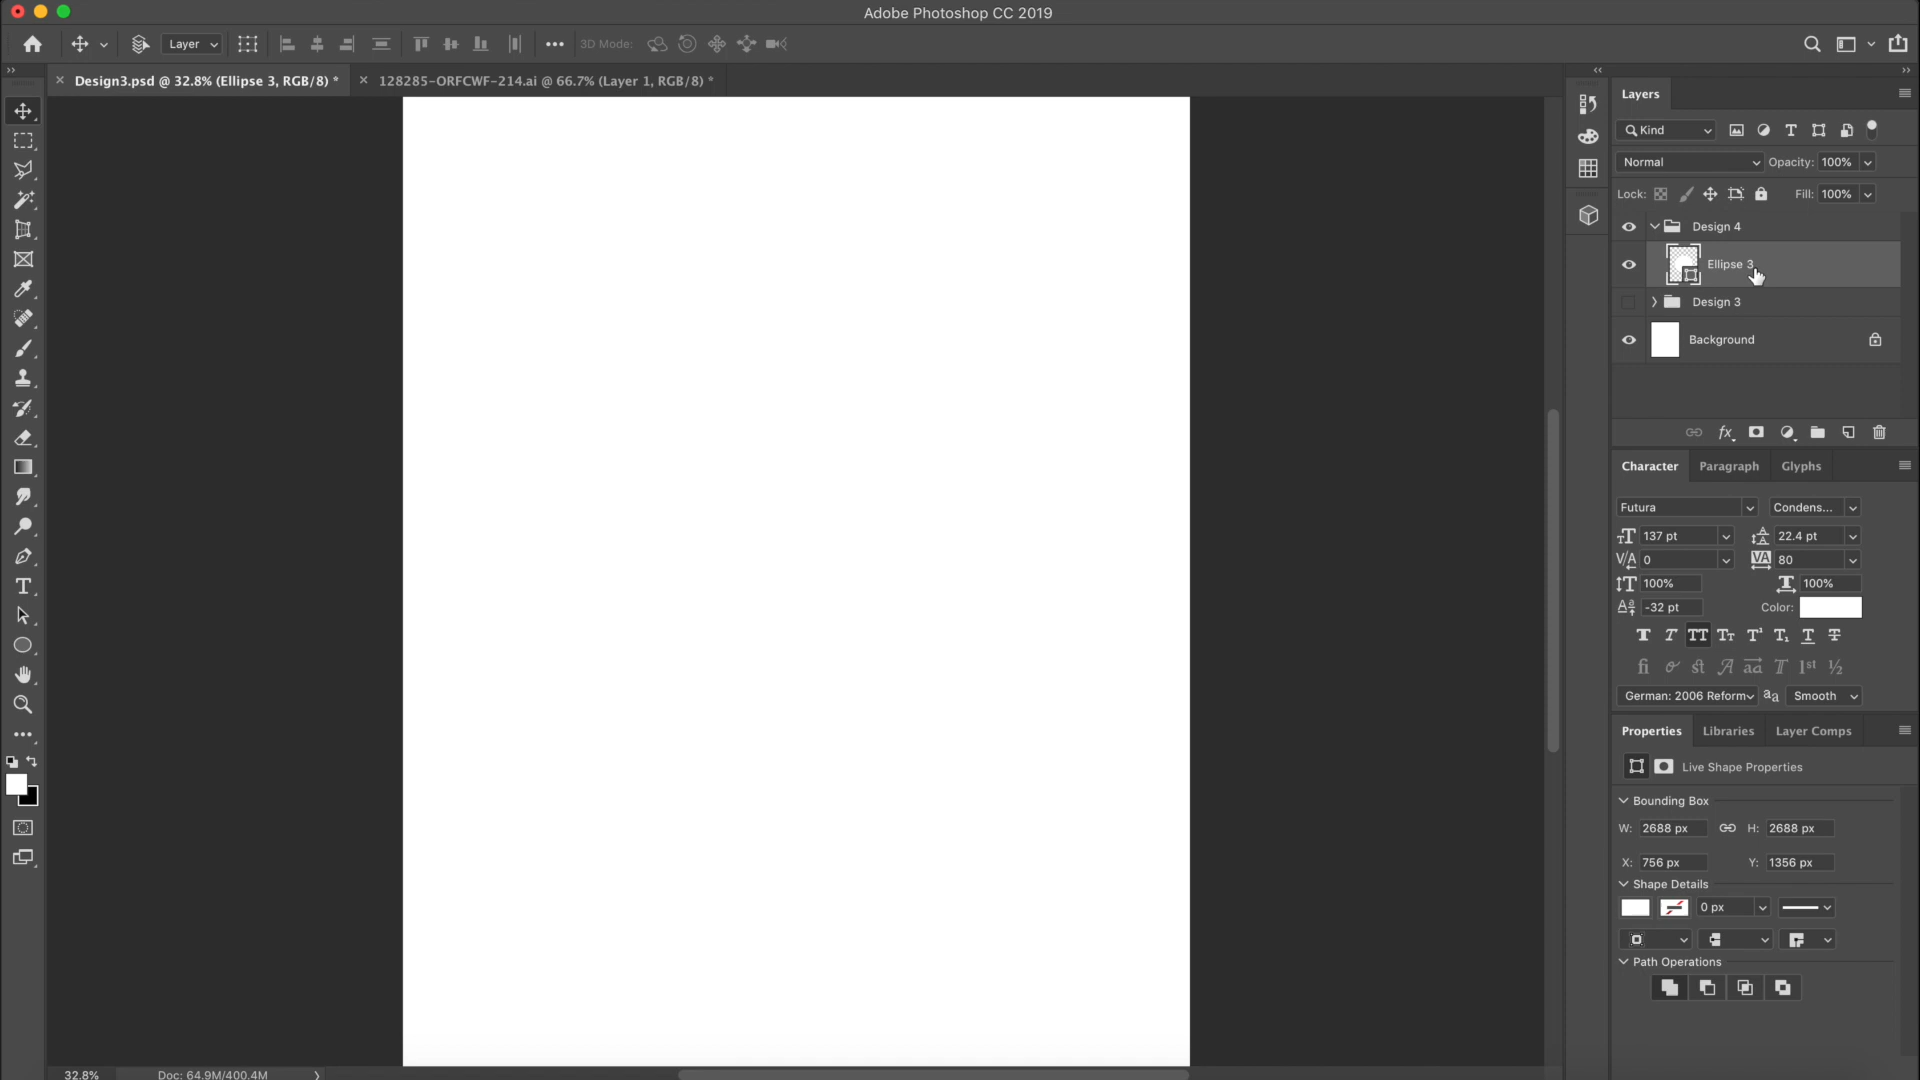 Adobe Photoshop CC 2019
Layer
3D Mode:
Design3.psd @ 32.8% (Ellipse 3, RGB/8) *
128285-ORFCWF-214.ai @ 66.7% (Layer 1, RGB/8) *
Layers
Kind
Normal
Opacity: 100%
Lock:
Fill: 100%
Design 4
Ellipse 3
Design 3
Background
fx
Character
Paragraph
Glyphs
Futura
Condens...
137 pt
22.4 pt
0
80
100%
100%
-32 pt
Color:
German: 2006 Reform
Smooth
Properties
Libraries
Layer Comps
Live Shape Properties
Bounding Box
W: 2688 px
H: 2688 px
X: 756 px
Y: 1356 px
Shape Details
0 px
Path Operations
32.8%
Doc: 64.9M/400.4M